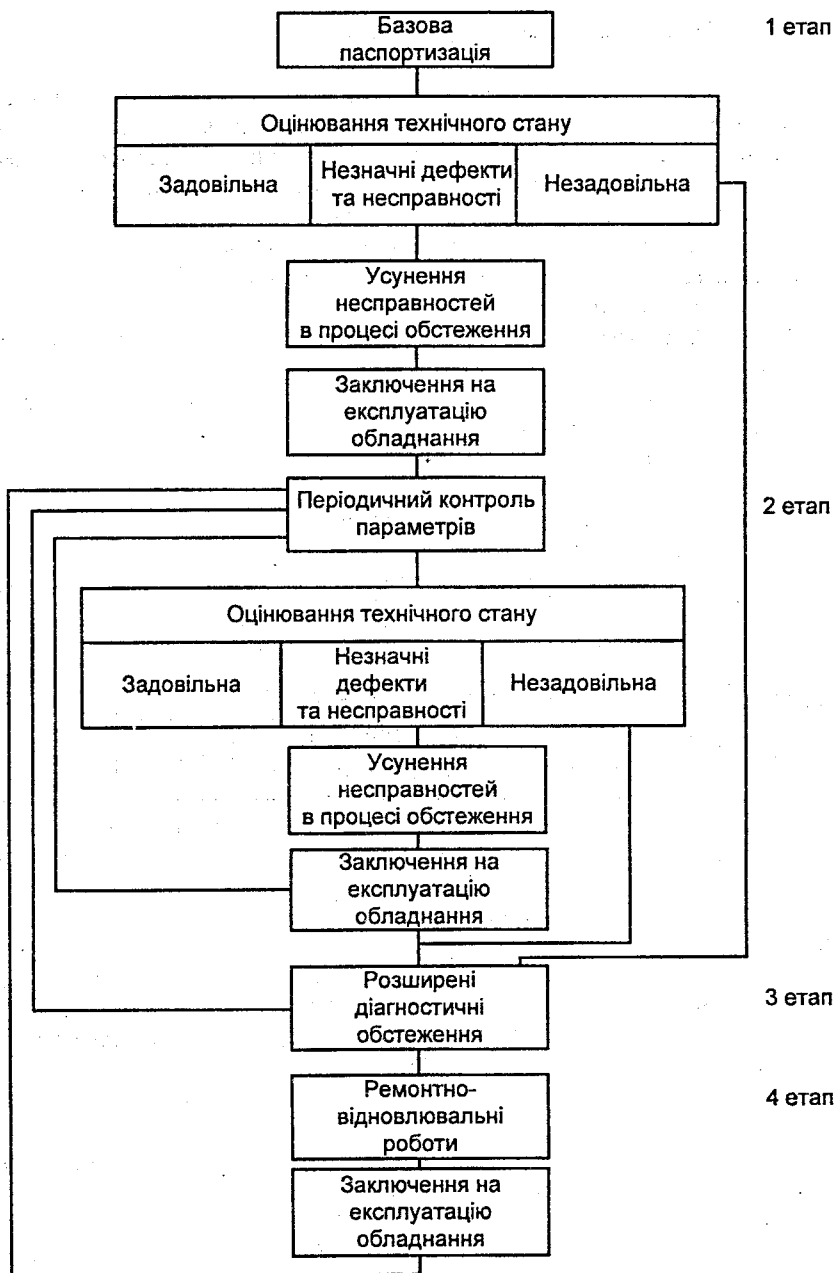 Базова
паспортизація
1 етап
Оцінювання технічного стану
Задовільна
Незначні дефекти
та несправності
Незадовільна
Усунення
несправностей
в процесі обстеження
Заключення на
експлуатацію
обладнання
Періодичний контроль
параметрів
2 етап
Оцінювання технічного стану
Задовільна
Незначні
дефекти
та несправності
Незадовільна
Усунення
несправностей
в процесі обстеження
Заключення на
експлуатацію
обладнання
Розширені
діагностичні
обстеження
3 етап
Ремонтно-
відновлювальні
роботи
4 етап
Заключення на
експлуатацію
обладнання